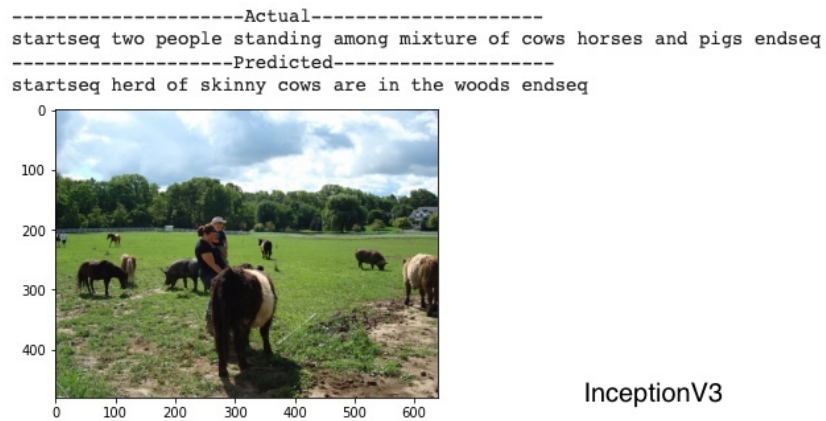 --------------------Actual--------------------
startseq two people standing among mixture of cows horses and pigs endseq
-------------------Predicted-------------------
startseq herd of skinny cows are in the woods endseq
0
100
200
300
400
0 100 200 300 400 500 600
InceptionV3